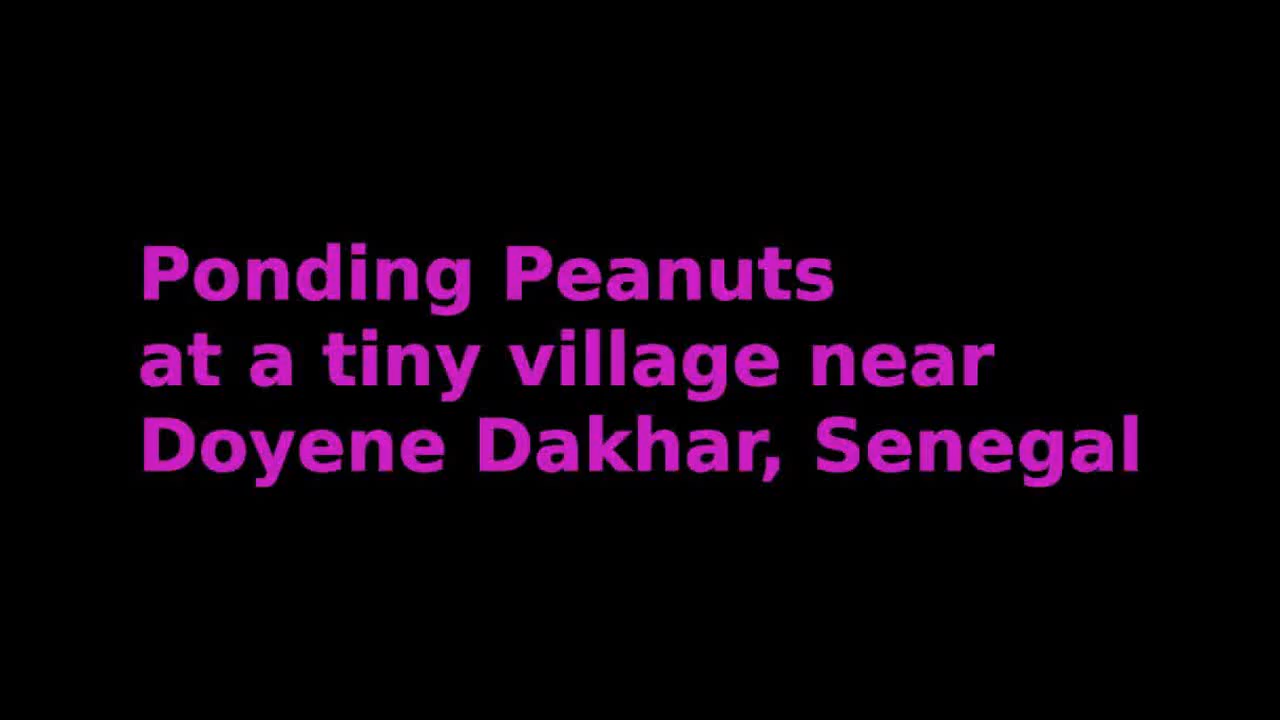 Ponding Peanuts
at a tiny village near
Doyene Dakhar, Senegal